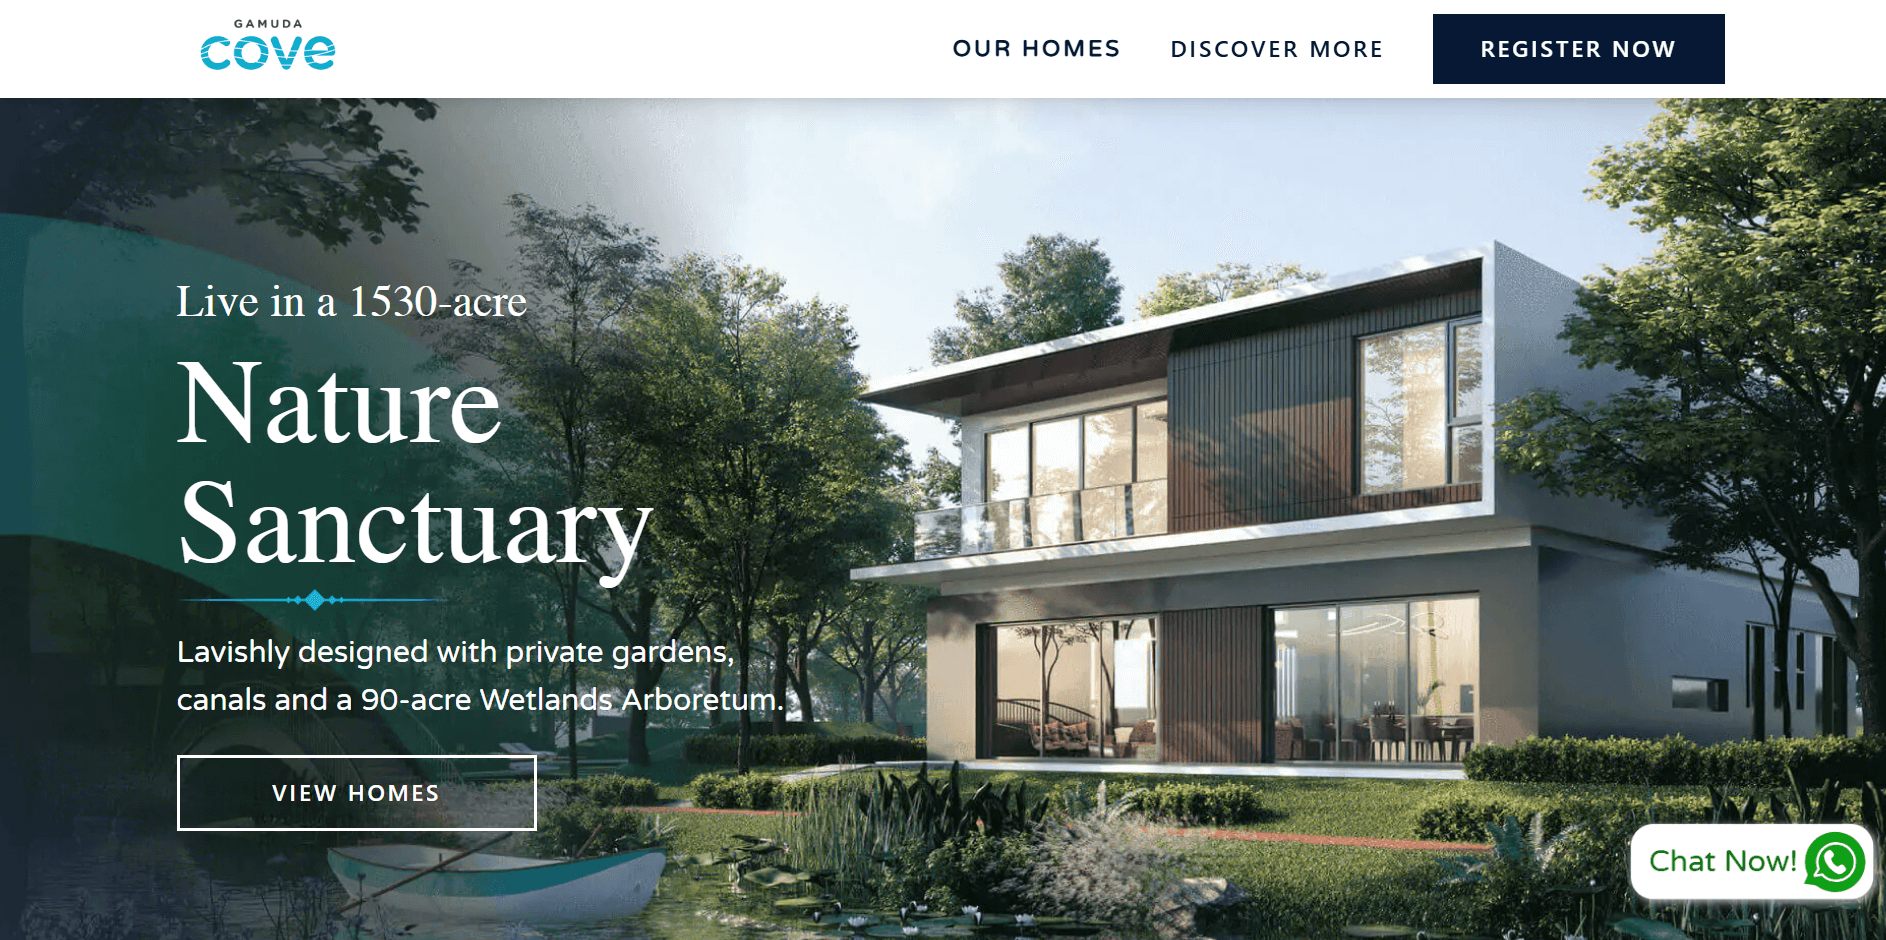 GAMUDA
cove
OUR HOMES
DISCOVER MORE
REGISTER NOW
Live in a 1530-acre
Nature
Sanctuary
Lavishly designed with private gardens,
canals and a 90-acre Wetlands Arboretum.
VIEW HOMES
Chat Now!